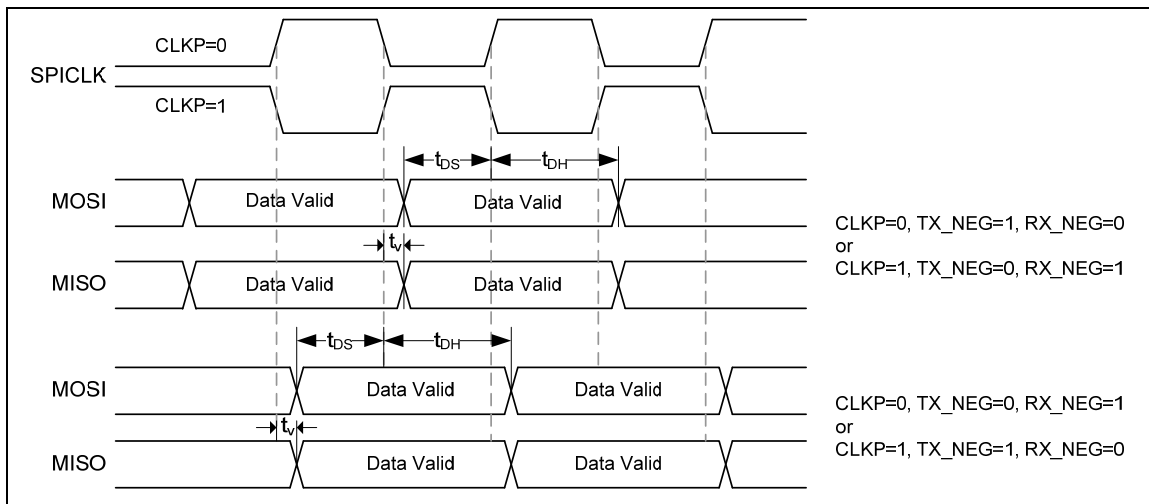 CLKP=0
SPICLK
CLKP=1
tDS
tDH
MOSI
Data Valid
Data Valid
tv
MISO
Data Valid
Data Valid
CLKP=0, TX_NEG=1, RX_NEG=0
or
CLKP=1, TX_NEG=0, RX_NEG=1
tDS
tDH
MOSI
Data Valid
Data Valid
tv
MISO
Data Valid
Data Valid
CLKP=0, TX_NEG=0, RX_NEG=1
or
CLKP=1, TX_NEG=1, RX_NEG=0